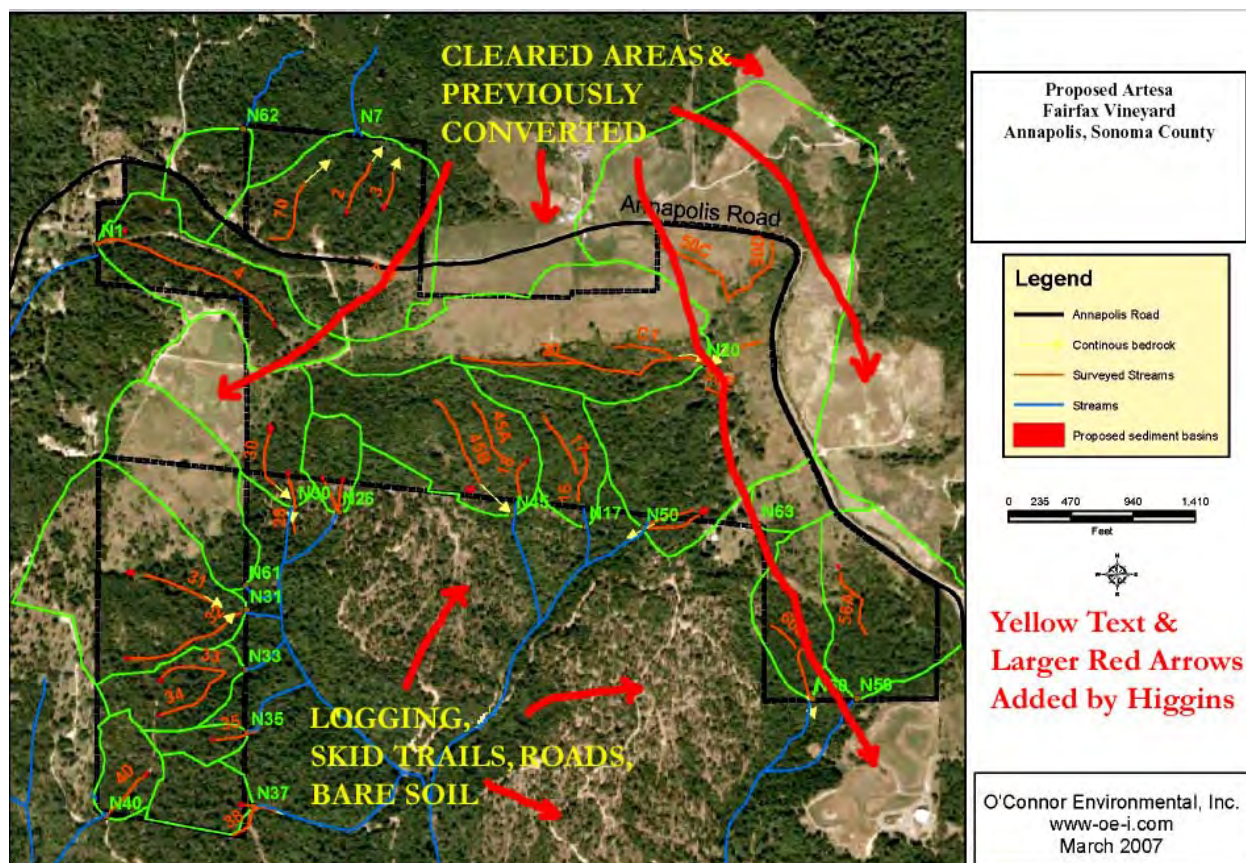 CLEARED AREAS &
PREVIOUSLY
CONVERTED
N62
N7
70
2
3
N1
4
Annapolis Road
50C
50D
N20
30
45A
45B
17
16
N30
N26
N45
N17
N50
N63
N61
31
N31
32
33
N33
34
35
N35
40
N40
N37
38
56A
N59
LOGGING,
SKID TRAILS, ROADS,
BARE SOIL
Proposed Artesa
Fairfax Vineyard
Annapolis, Sonoma County
Legend
Annapolis Road
Continous bedrock
Surveyed Streams
Streams
Proposed sediment basins
0 235 470 940 1,410
Feet
N
W E
S
Yellow Text &
Larger Red Arrows
Added by Higgins
O'Connor Environmental, Inc.
www-oe-i.com
March 2007